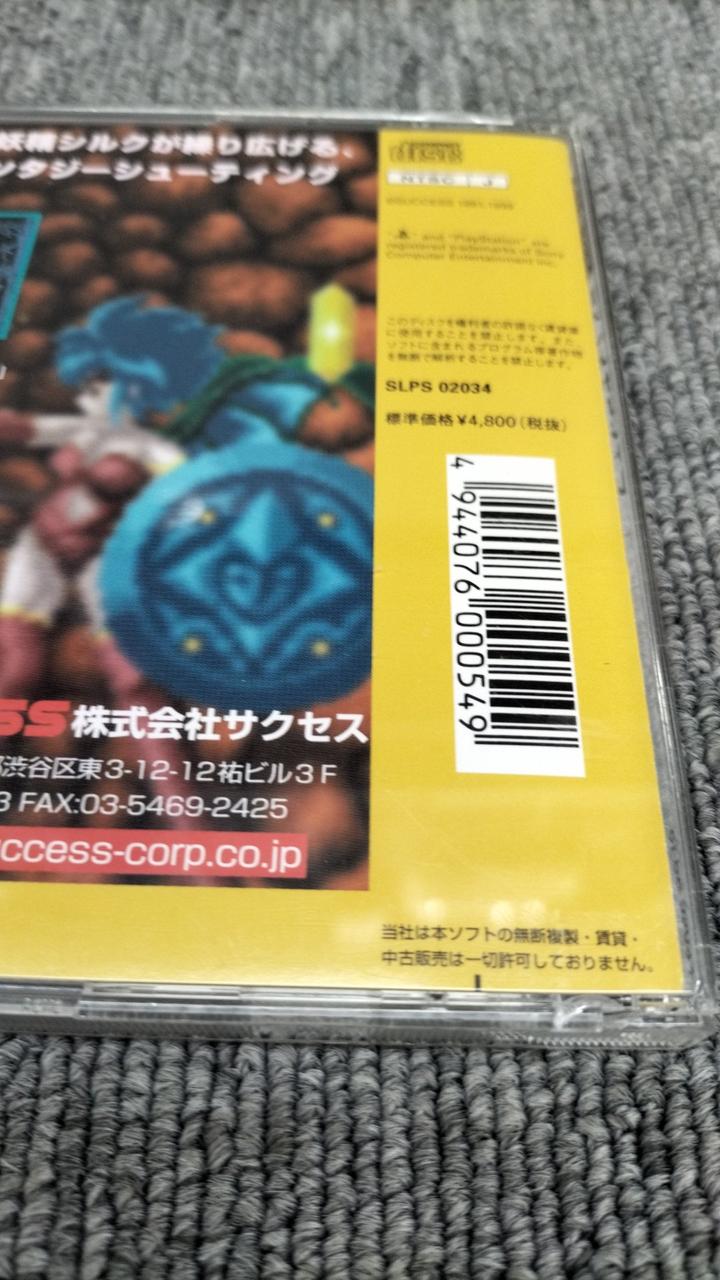 妖精シルクが繰り広げる、
ンタジーシューティング
COMPACT
disc
NTSC J
©SUCCESS 1991,1999
" " and "PlayStation" are
registered trademarks of Sony
Computer Entertainment Inc.
このディスクを権利者の許諾なく賃貸業
に使用することを禁止します。また、
ソフトに含まれるプログラム等著作物
を無断で解析することを禁止します。
SLPS 02034
標準価格¥4,800(税抜)
4 944076 000549
SS 株式会社サクセス
渋谷区東3-12-12祐ビル3F
3 FAX:03-5469-2425
ccess-corp.co.jp
当社は本ソフトの無断複製・賃貸・
中古販売は一切許可しておりません。